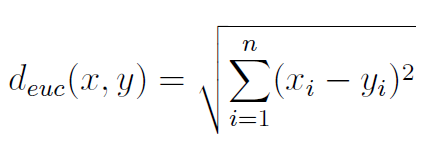 d_{euc}(x, y) = \sqrt{\sum_{i=1}^{n} (x_i - y_i)^2}